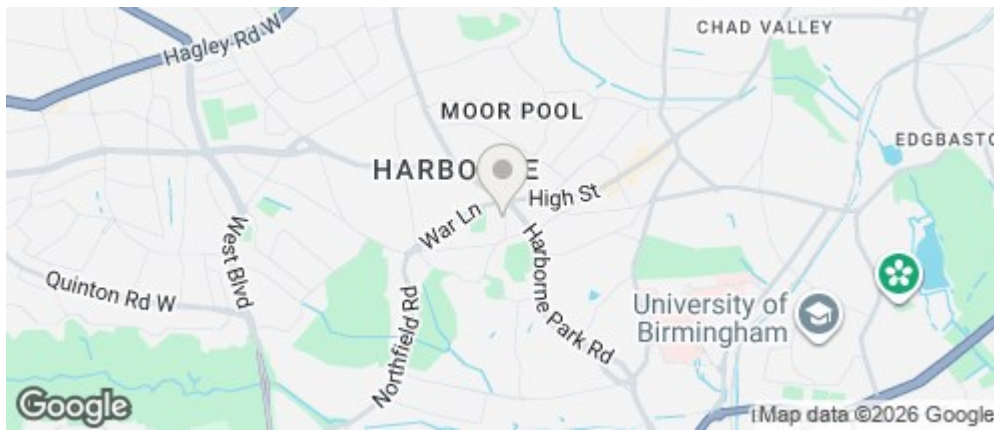 CHAD VALLEY
Hagley Rd W
MOOR POOL
EDGBASTO
HARBO
E
High St
War Ln
West Blvd
Harborne Park Rd
Quinton Rd W
Northfield Rd
University of
Birmingham
Google
Map data ©2026 Google